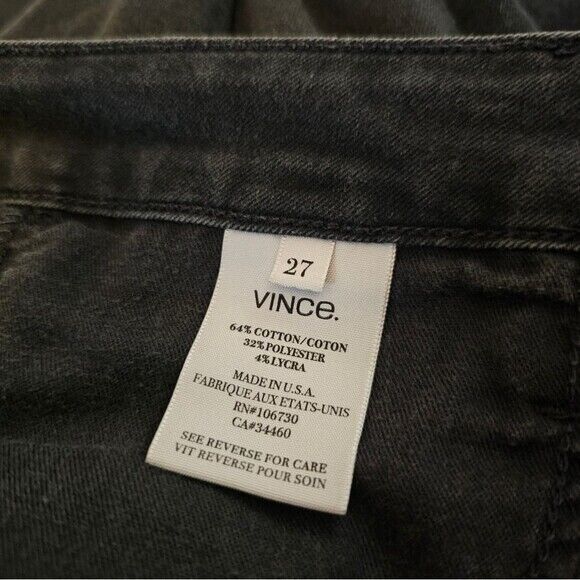 27
VINCe.
64% COTTON/COTON
32% POLYESTER
4% LYCRA
MADE IN U.S.A.
FABRIQUE AUX ETATS-UNIS
RN#106730
CA#34460
SEE REVERSE FOR CARE
VIT REVERSE POUR SOIN